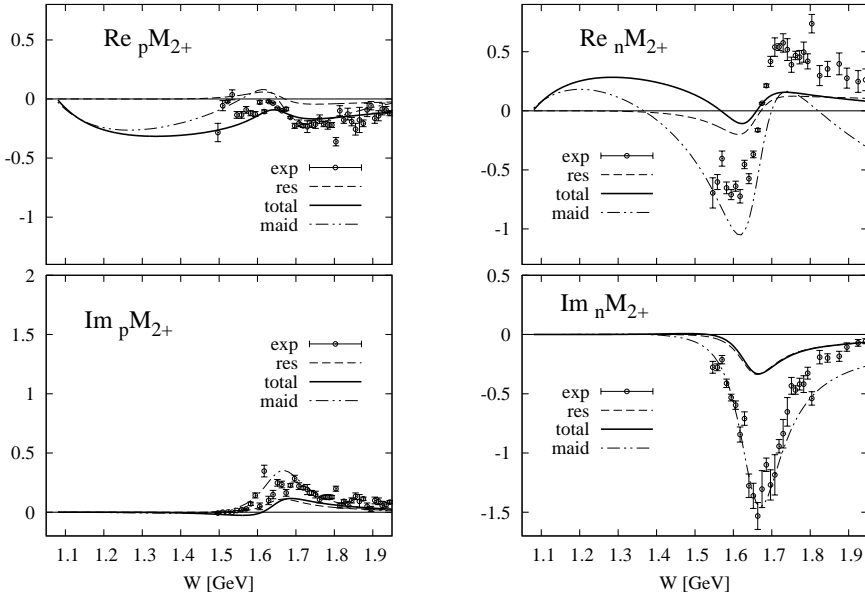 Re pM2+
0.5
0
-0.5
-1
exp
res
total
maid
Re nM2+
0.5
0
-0.5
-1
exp
res
total
maid
Im pM2+
2
1.5
1
0.5
0
exp
res
total
maid
1.1 1.2 1.3 1.4 1.5 1.6 1.7 1.8 1.9
W [GeV]
Im nM2+
0.5
0
-0.5
-1
-1.5
exp
res
total
maid
1.1 1.2 1.3 1.4 1.5 1.6 1.7 1.8 1.9
W [GeV]